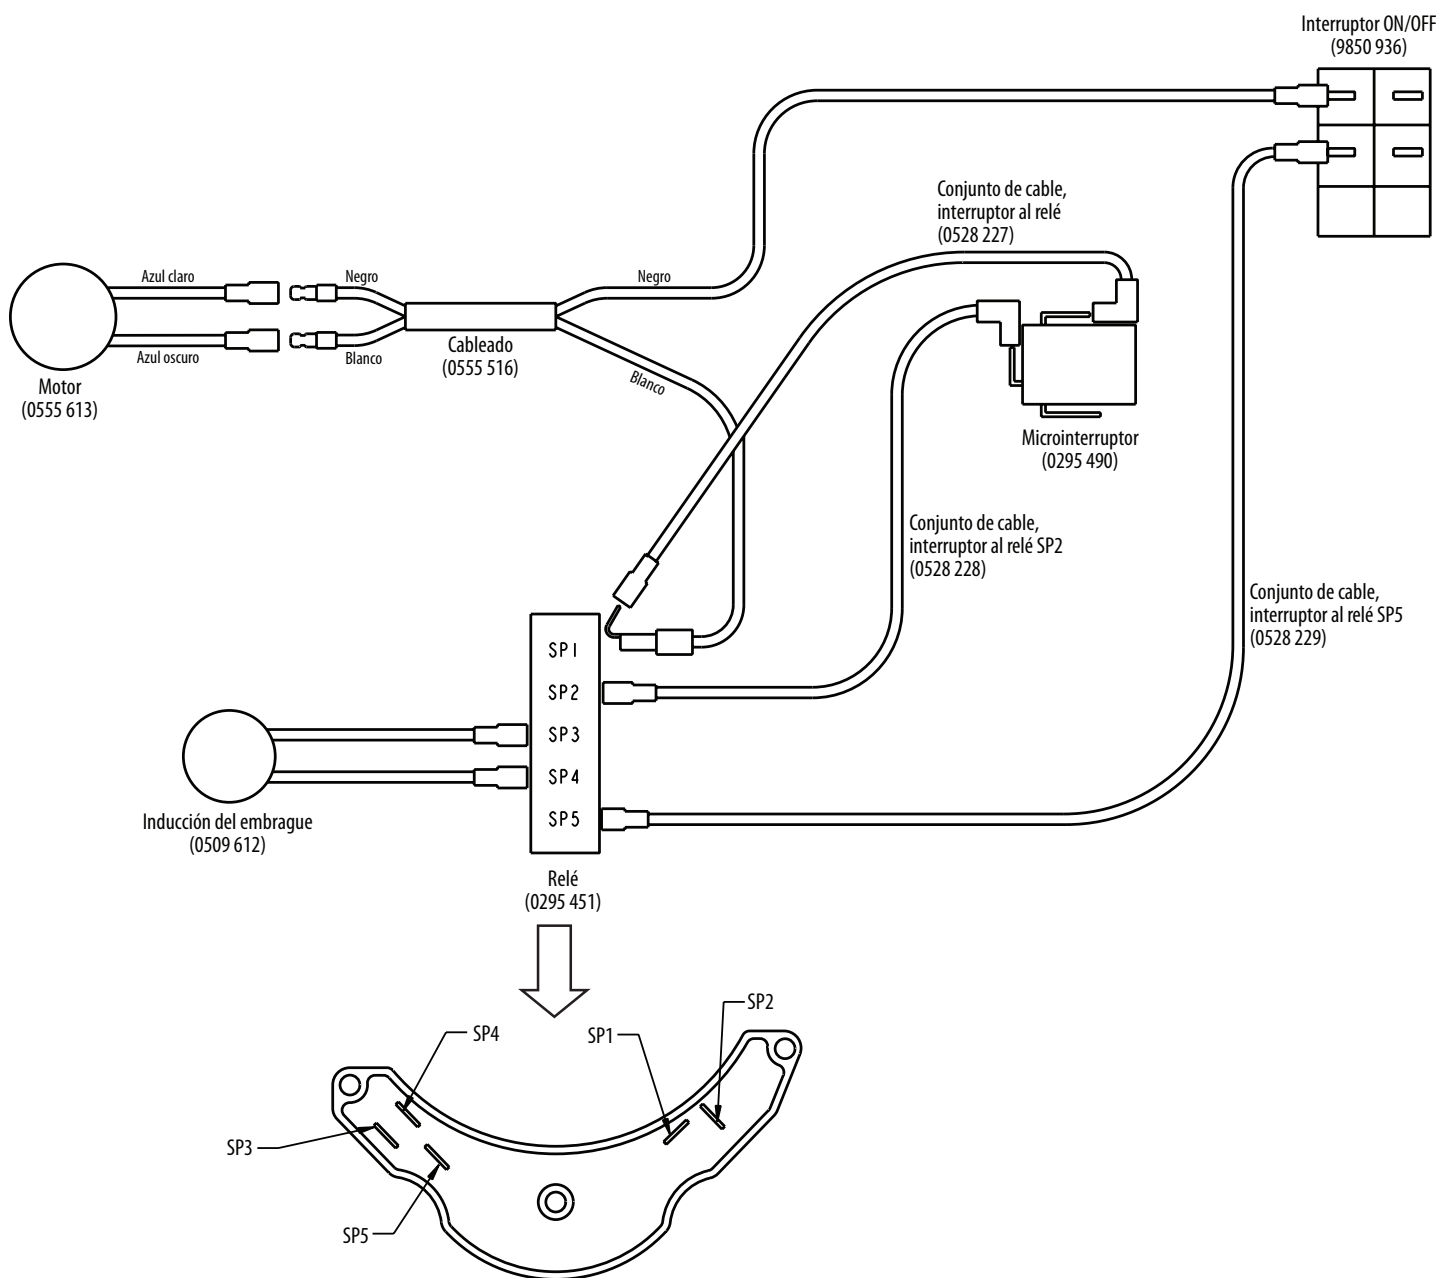 Interruptor ON/OFF
(9850 936)
Conjunto de cable,
interruptor al relé
(0528 227)
Azul claro
Negro
Negro
Azul oscuro
Blanco
Cableado
(0555 516)
Blanco
Motor
(0555 613)
Microinterruptor
(0295 490)
Conjunto de cable,
interruptor al relé SP2
(0528 228)
Conjunto de cable,
interruptor al relé SP5
(0528 229)
SP1
SP2
SP3
SP4
SP5
Inducción del embrague
(0509 612)
Relé
(0295 451)
SP2
SP4
SP1
SP3
SP5